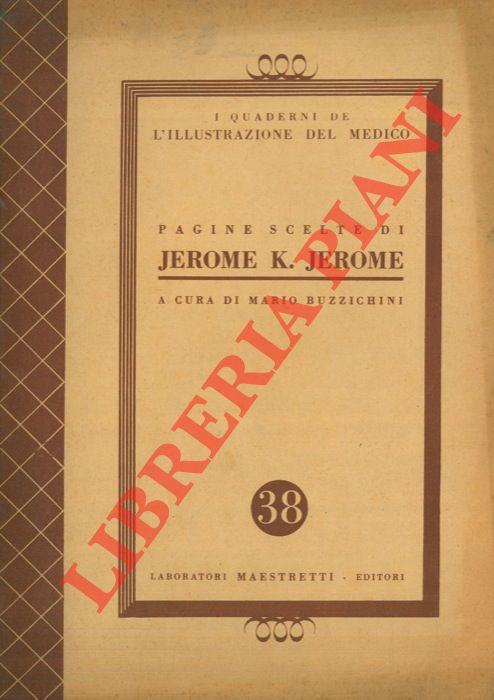 I QUADERNI DE
L'ILLUSTRAZIONE DEL MEDICO
PAGINE SCELTE DI
JEROME K. JEROME
A CURA DI MARIO BUZZICHINI
38
LABORATORI MAESTRETTI - EDITORI
LIBRERIA PIANI